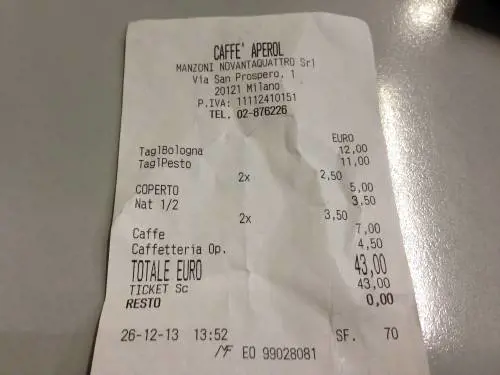 CAFFE' APEROL
MANZONI NOVANTAQUATTRO Srl
Via San Prospero, 1
20121 Milano
P.IVA: 11112410151
TEL. 02-876226
EURO
TaglBologna 12,00
TaglPesto 11,00
2x 2,50
COPERTO 5,00
Nat 1/2 3,50
2x 3,50
Caffe 7,00
Caffetteria Op. 4,50
TOTALE EURO 43,00
TICKET Sc 43,00
RESTO 0,00
26-12-13 13:52 SF. 70
MF EO 99028081